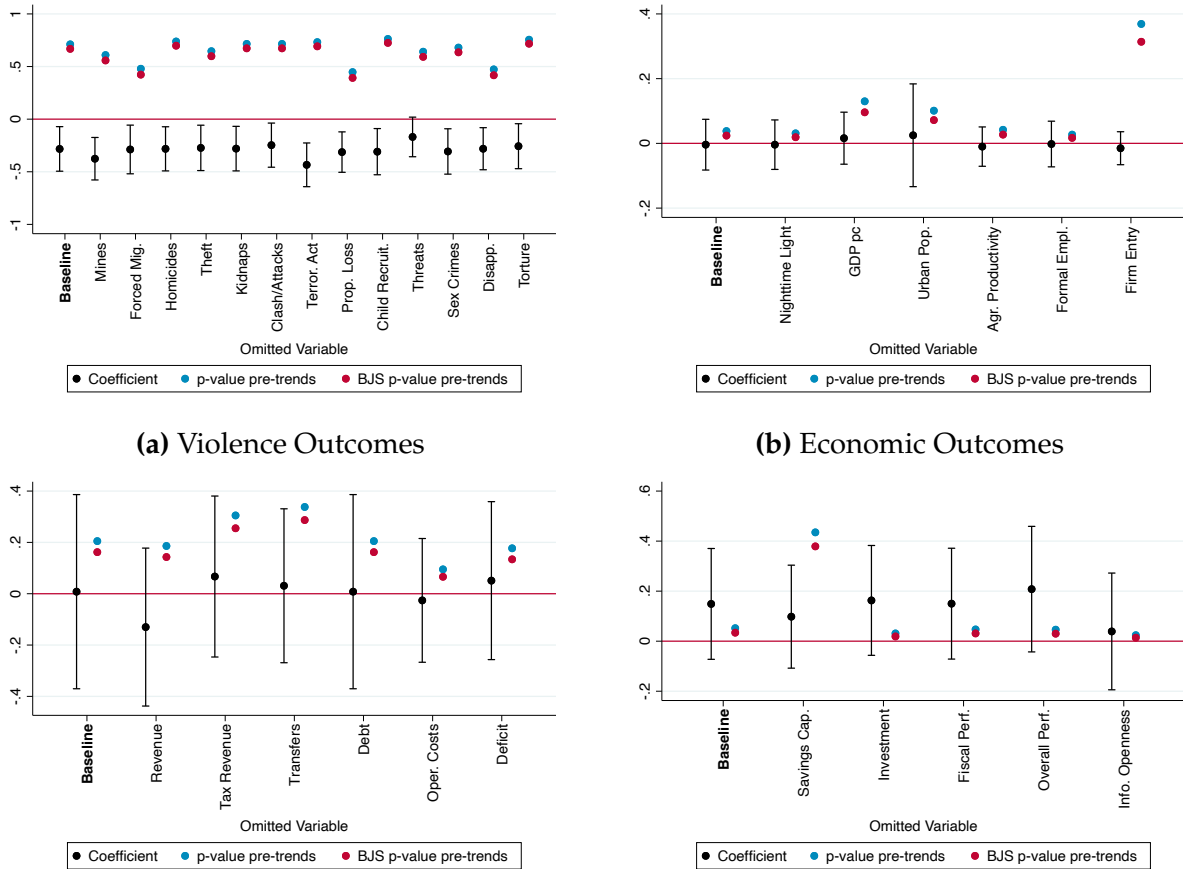 1
.5
0
-.5
-1
Baseline
Mines
Forced Mig.
Homicides
Theft
Kidnaps
Clash/Attacks
Terror. Act
Prop. Loss
Child Recruit.
Threats
Sex Crimes
Disapp.
Torture
Omitted Variable
Coefficient p-value pre-trends BJS p-value pre-trends
(a) Violence Outcomes
.4
.2
0
-.2
Baseline
Nighttime Light
GDP pc
Urban Pop.
Agr. Productivity
Formal Empl.
Firm Entry
Omitted Variable
Coefficient p-value pre-trends BJS p-value pre-trends
(b) Economic Outcomes
.4
.2
0
-.2
-.4
Baseline
Revenue
Tax Revenue
Transfers
Debt
Oper. Costs
Deficit
Omitted Variable
Coefficient p-value pre-trends BJS p-value pre-trends
.6
.4
.2
0
-.2
Baseline
Savings Cap.
Investment
Fiscal Perf.
Overall Perf.
Info. Openness
Omitted Variable
Coefficient p-value pre-trends BJS p-value pre-trends